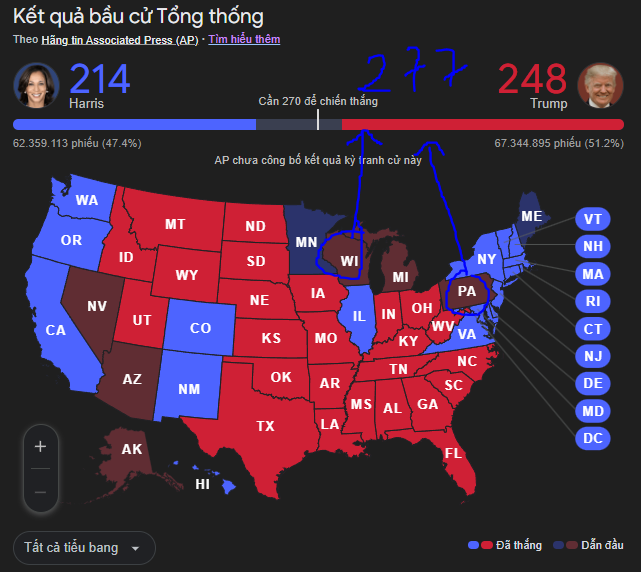 Kết quả bầu cử Tổng thống
Theo Hãng tin Associated Press (AP) · Tìm hiểu thêm
214
277
248
Harris
Cần 270 để chiến thắng
Trump
62.359.113 phiếu (47.4%)
67.344.895 phiếu (51.2%)
AP chưa công bố kết quả kỳ tranh cử này
WA
OR
CA
NV
ID
MT
WY
UT
AZ
CO
NM
ND
SD
NE
KS
OK
TX
MN
IA
MO
AR
LA
WI
IL
MI
IN
OH
KY
TN
MS
AL
GA
FL
SC
NC
VA
WV
PA
NY
ME
AK
HI
VT
NH
MA
RI
CT
NJ
DE
MD
DC
+
−
Tất cả tiểu bang
Đã thắng
Dẫn đầu